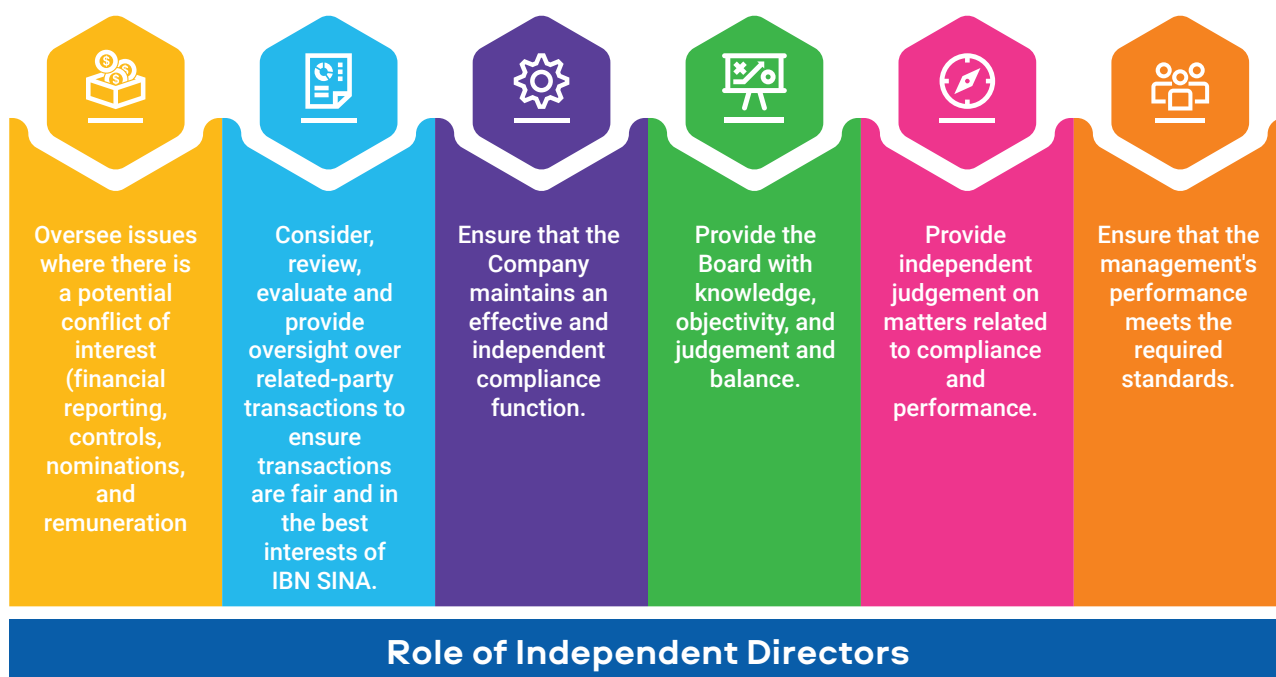 Oversee issues
where there is
a potential
conflict of
interest
(financial
reporting,
controls,
nominations,
and
remuneration
Consider,
review,
evaluate and
provide
oversight over
related-party
transactions to
ensure
transactions
are fair and in
the best
interests of
IBN SINA.
Ensure that the
Company
maintains an
effective and
independent
compliance
function.
Provide the
Board with
knowledge,
objectivity, and
judgement and
balance.
Provide
independent
judgement on
matters related
to compliance
and
performance.
Ensure that the
management's
performance
meets the
required
standards.
Role of Independent Directors